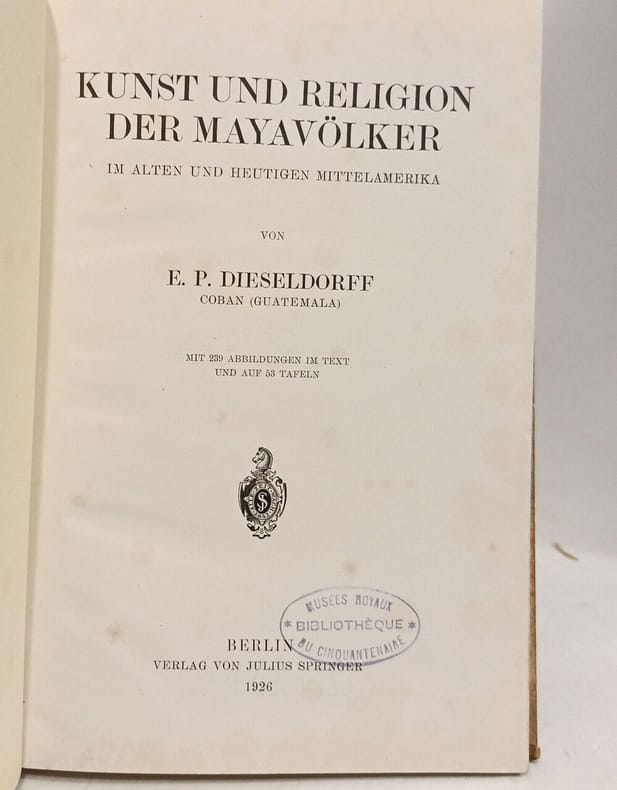 KUNST UND RELIGION
DER MAYAVÖLKER
IM ALTEN UND HEUTIGEN MITTELAMERIKA
VON
E. P. DIESELDORFF
COBAN (GUATEMALA)
MIT 239 ABBILDUNGEN IM TEXT
UND AUF 53 TAFELN
MUSÉES ROYAUX
* BIBLIOTHÈQUE *
DU CINQUANTENAIRE
BERLIN
VERLAG VON JULIUS SPRINGER
1926